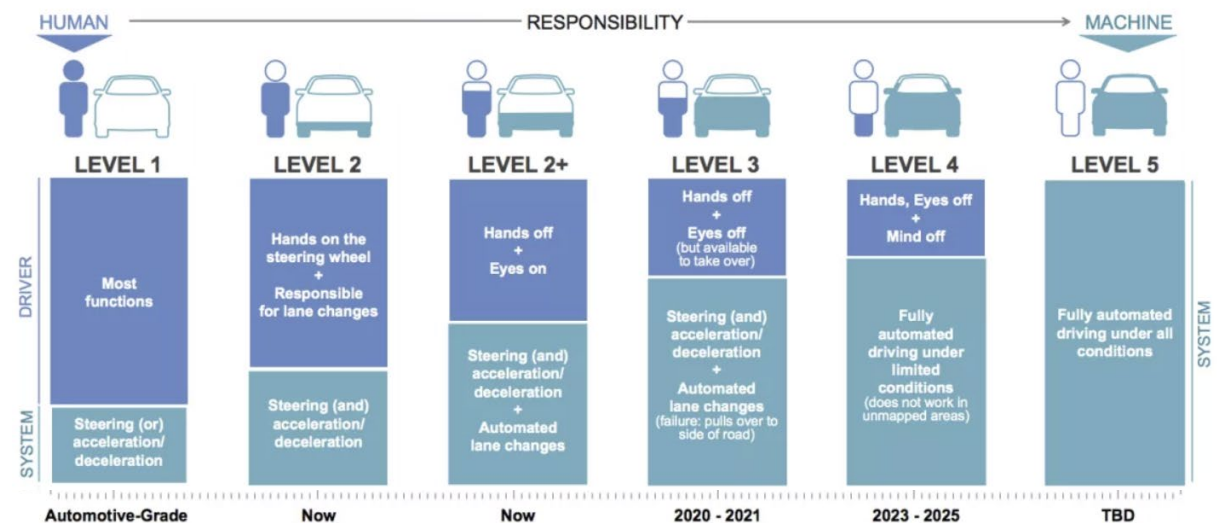 HUMAN
RESPONSIBILITY
MACHINE
LEVEL 1
LEVEL 2
LEVEL 2+
LEVEL 3
LEVEL 4
LEVEL 5
DRIVER
SYSTEM
Most
functions
Steering (or)
acceleration/
deceleration
Hands on the
steering wheel
+
Responsible
for lane changes
Steering (and)
acceleration/
deceleration
Hands off
+
Eyes on
Steering (and)
acceleration/
deceleration
+
Automated
lane changes
Hands off
+
Eyes off
(but available
to take over)
Steering (and)
acceleration/
deceleration
+
Automated
lane changes
(failure: pulls over to
side of road)
Hands, Eyes off
+
Mind off
Fully
automated
driving under
limited
conditions
(does not work in
unmapped areas)
Fully automated
driving under all
conditions
SYSTEM
Automotive-Grade
Now
Now
2020 - 2021
2023 - 2025
TBD